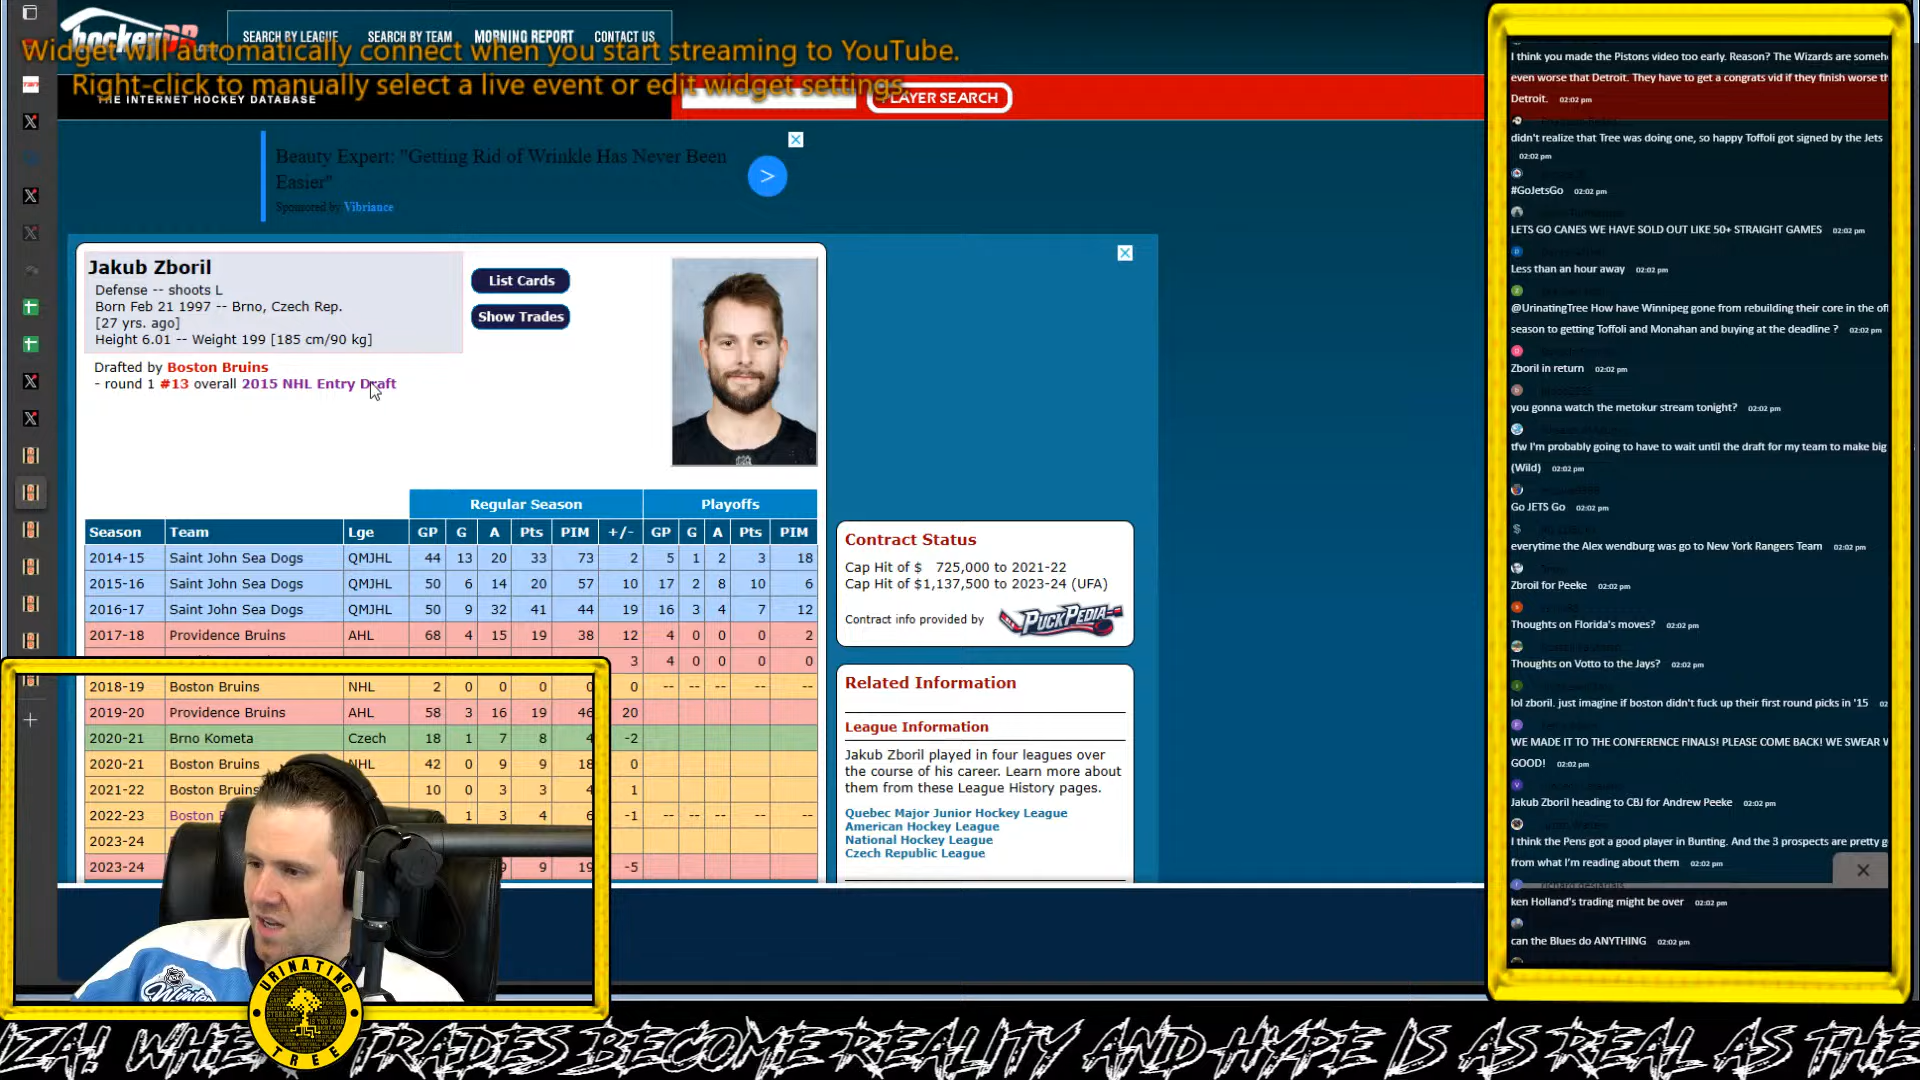 hockeyDB
SEARCH BY LEAGUE SEARCH BY TEAM MORNING REPORT CONTACT US
Widget will automatically connect when you start streaming to YouTube.
Right-click to manually select a live event or edit widget settings.
THE INTERNET HOCKEY DATABASE
PLAYER SEARCH
Beauty Expert: "Getting Rid of Wrinkle Has Never Been
Easier"
Sponsored by Vibriance
Jakub Zboril
Defense -- shoots L
Born Feb 21 1997 -- Brno, Czech Rep.
[27 yrs. ago]
Height 6.01 -- Weight 199 [185 cm/90 kg]
List Cards
Show Trades
Drafted by Boston Bruins
- round 1 #13 overall 2015 NHL Entry Draft
Regular Season Playoffs
Season Team Lge GP G A Pts PIM +/- GP G A Pts PIM
2014-15 Saint John Sea Dogs QMJHL 44 13 20 33 73 2 5 1 2 3 18
2015-16 Saint John Sea Dogs QMJHL 50 6 14 20 57 10 17 2 8 10 6
2016-17 Saint John Sea Dogs QMJHL 50 9 32 41 44 19 16 3 4 7 12
2017-18 Providence Bruins AHL 68 4 15 19 38 12 4 0 0 0 2
3 4 0 0 0 0
2018-19 Boston Bruins NHL 2 0 0 0 0 0 -- -- -- -- --
2019-20 Providence Bruins AHL 58 3 16 19 46 20
2020-21 Brno Kometa Czech 18 1 7 8 4 -2
2020-21 Boston Bruins NHL 42 0 9 9 18 0
2021-22 Boston Bruins 10 0 3 3 4 1
2022-23 Boston 1 3 4 6 -1 -- -- -- -- --
2023-24
2023-24 9 9 19 -5
Contract Status
Cap Hit of $ 725,000 to 2021-22
Cap Hit of $1,137,500 to 2023-24 (UFA)
Contract info provided by PUCKPEDIA
Related Information
League Information
Jakub Zboril played in four leagues over
the course of his career. Learn more about
them from these League History pages.
Quebec Major Junior Hockey League
American Hockey League
National Hockey League
Czech Republic League
I think you made the Pistons video too early. Reason? The Wizards are someh
even worse that Detroit. They have to get a congrats vid if they finish worse th
Detroit. 02:02 pm
didn't realize that Tree was doing one, so happy Toffoli got signed by the Jets
02:02 pm
#GoJetsGo 02:02 pm
LETS GO CANES WE HAVE SOLD OUT LIKE 50+ STRAIGHT GAMES 02:02 pm
Less than an hour away 02:02 pm
@UrinatingTree How have Winnipeg gone from rebuilding their core in the off
season to getting Toffoli and Monahan and buying at the deadline ? 02:02 pm
Zboril in return 02:02 pm
you gonna watch the metokur stream tonight? 02:02 pm
tfw I'm probably going to have to wait until the draft for my team to make big
(Wild) 02:02 pm
Go JETS Go 02:02 pm
everytime the Alex wendburg was go to New York Rangers Team 02:02 pm
Zbroil for Peeke 02:02 pm
Thoughts on Florida's moves? 02:02 pm
Thoughts on Votto to the Jays? 02:02 pm
lol zboril. just imagine if boston didn't fuck up their first round picks in '15 02
WE MADE IT TO THE CONFERENCE FINALS! PLEASE COME BACK! WE SWEAR W
GOOD! 02:02 pm
Jakub Zboril heading to CBJ for Andrew Peeke 02:02 pm
I think the Pens got a good player in Bunting. And the 3 prospects are pretty g
from what I'm reading about them 02:02 pm
ken Holland's trading might be over 02:02 pm
can the Blues do ANYTHING 02:02 pm
URINATING
TREE
IZA! WHERE TRADES BECOME REALITY AND HYPE IS AS REAL AS THE